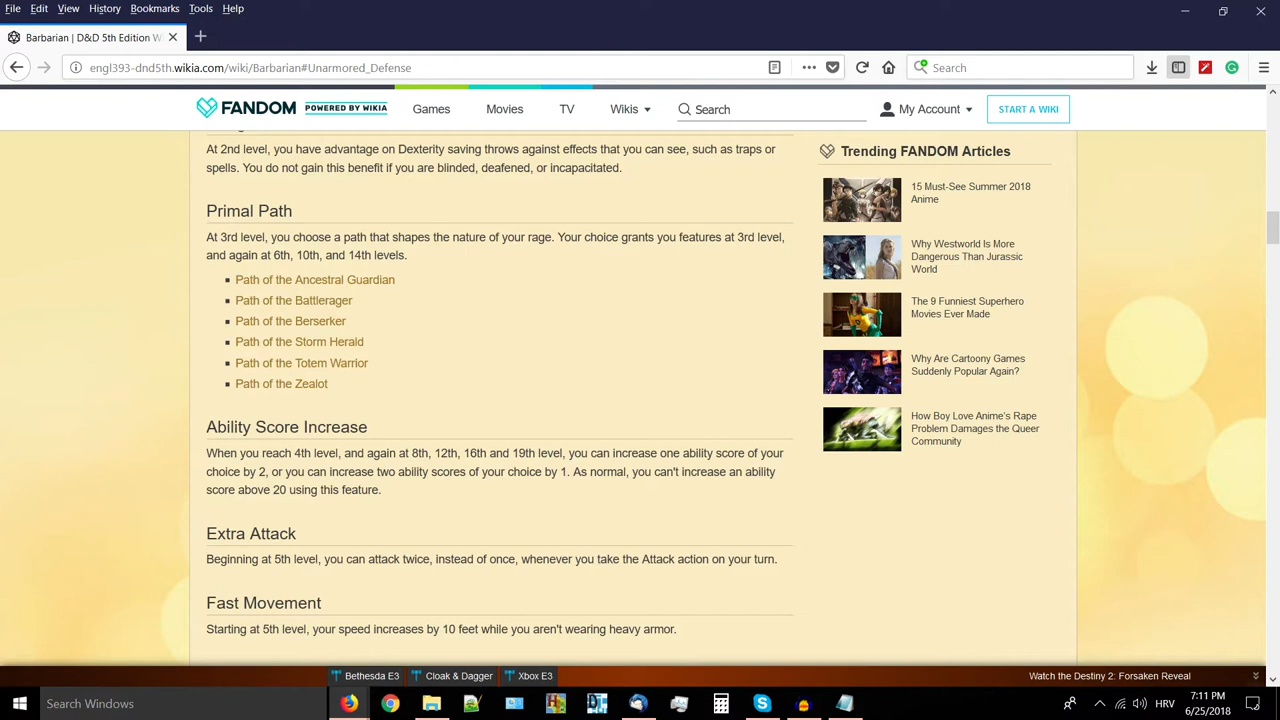 File Edit View History Bookmarks Tools Help
Barbarian | D&D 5th Edition W
engl393-dnd5th.wikia.com/wiki/Barbarian#Unarmored_Defense
Search
FANDOM POWERED BY WIKIA Games Movies TV Wikis Search My Account START A WIKI
At 2nd level, you have advantage on Dexterity saving throws against effects that you can see, such as traps or
spells. You do not gain this benefit if you are blinded, deafened, or incapacitated.
Primal Path
At 3rd level, you choose a path that shapes the nature of your rage. Your choice grants you features at 3rd level,
and again at 6th, 10th, and 14th levels.
Path of the Ancestral Guardian
Path of the Battlerager
Path of the Berserker
Path of the Storm Herald
Path of the Totem Warrior
Path of the Zealot
Ability Score Increase
When you reach 4th level, and again at 8th, 12th, 16th and 19th level, you can increase one ability score of your
choice by 2, or you can increase two ability scores of your choice by 1. As normal, you can't increase an ability
score above 20 using this feature.
Extra Attack
Beginning at 5th level, you can attack twice, instead of once, whenever you take the Attack action on your turn.
Fast Movement
Starting at 5th level, your speed increases by 10 feet while you aren't wearing heavy armor.
Trending FANDOM Articles
15 Must-See Summer 2018
Anime
Why Westworld Is More
Dangerous Than Jurassic
World
The 9 Funniest Superhero
Movies Ever Made
Why Are Cartoony Games
Suddenly Popular Again?
How Boy Love Anime's Rape
Problem Damages the Queer
Community
Bethesda E3 Cloak & Dagger Xbox E3 Watch the Destiny 2: Forsaken Reveal
Search Windows
HRV
7:11 PM
6/25/2018